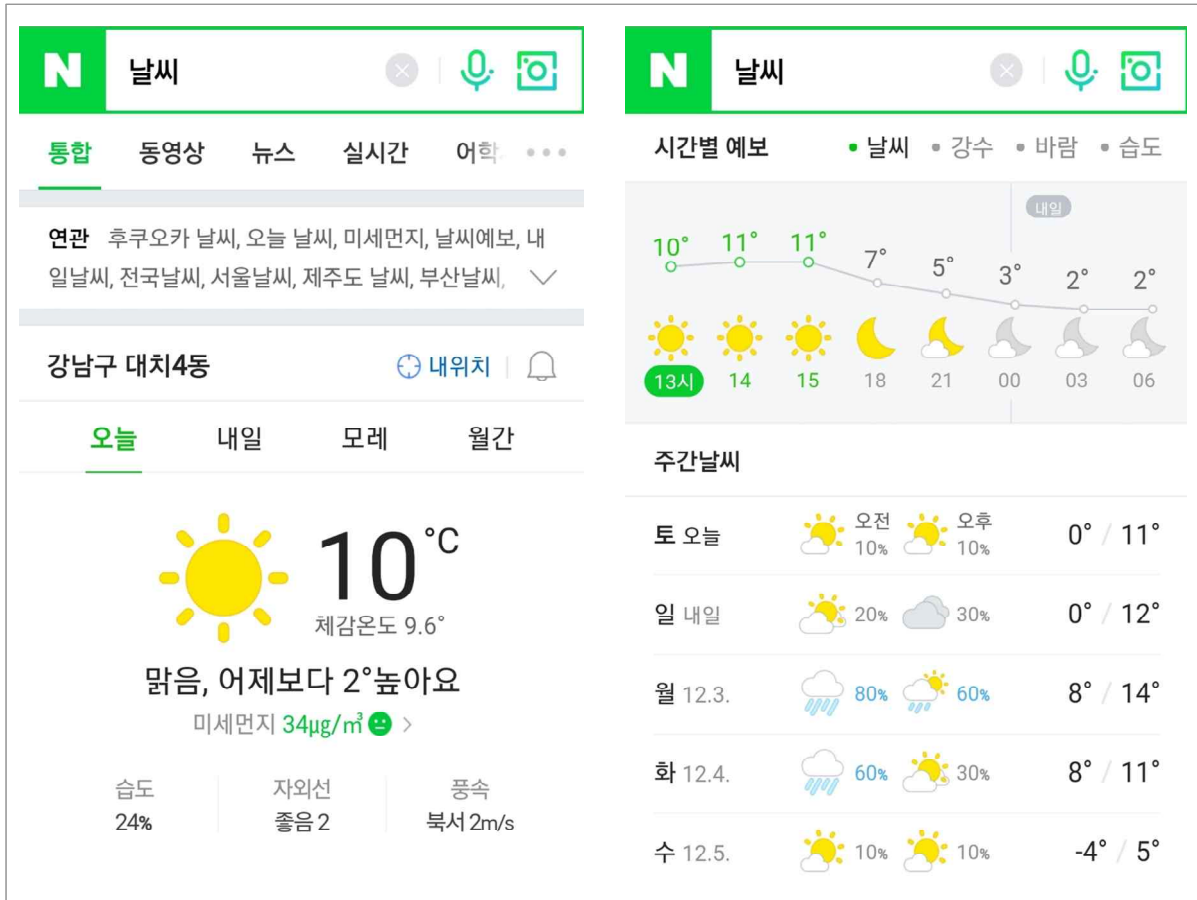 N 날씨
통합 동영상 뉴스 실시간 어학
연관 후쿠오카 날씨, 오늘 날씨, 미세먼지, 날씨예보, 내
일날씨, 전국날씨, 서울날씨, 제주도 날씨, 부산날씨,
강남구 대치4동 내위치
오늘 내일 모레 월간
10°C
체감온도 9.6°
맑음, 어제보다 2°높아요
미세먼지 34μg/㎥
습도 자외선 풍속
24% 좋음 2 북서 2m/s
N 날씨
시간별 예보 • 날씨 • 강수 • 바람 • 습도
내일
10° 11° 11° 7° 5° 3° 2° 2°
13시 14 15 18 21 00 03 06
주간날씨
토 오늘 오전 10% 오후 10% 0° / 11°
일 내일 20% 30% 0° / 12°
월 12.3. 80% 60% 8° / 14°
화 12.4. 60% 30% 8° / 11°
수 12.5. 10% 10% -4° / 5°